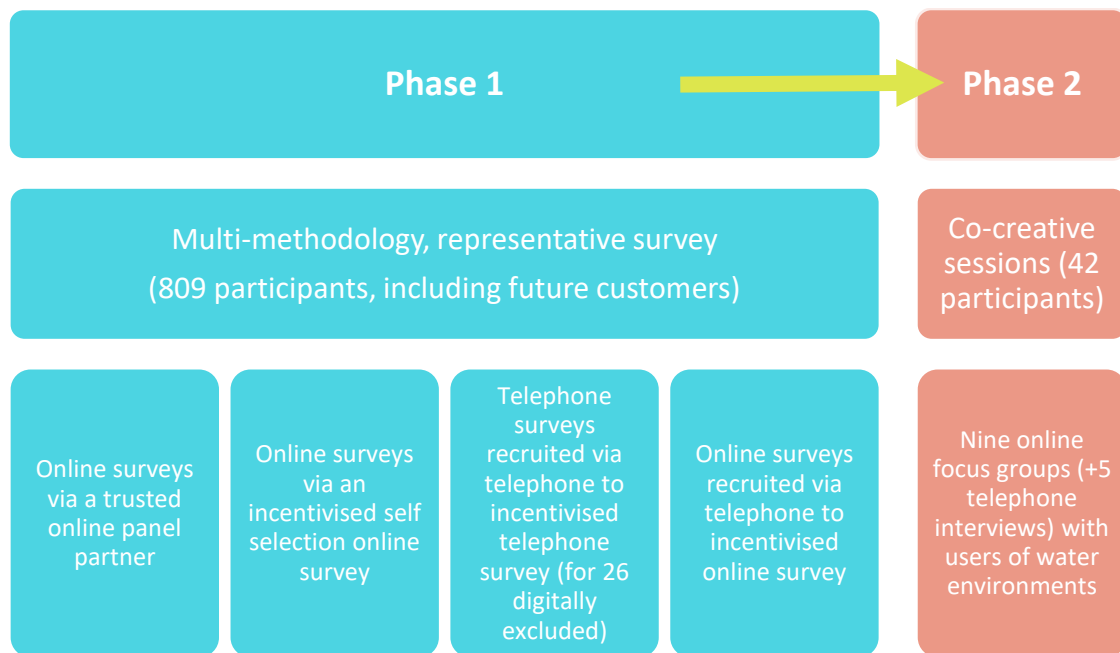 Phase 1
Phase 2
Multi-methodology, representative survey
(809 participants, including future customers)
Co-creative
sessions (42
participants)
Online surveys
via a trusted
online panel
partner
Online surveys
via an
incentivised self
selection online
survey
Telephone
surveys
recruited via
telephone to
incentivised
telephone
survey (for 26
digitally
excluded)
Online surveys
recruited via
telephone to
incentivised
online survey
Nine online
focus groups (+5
telephone
interviews) with
users of water
environments